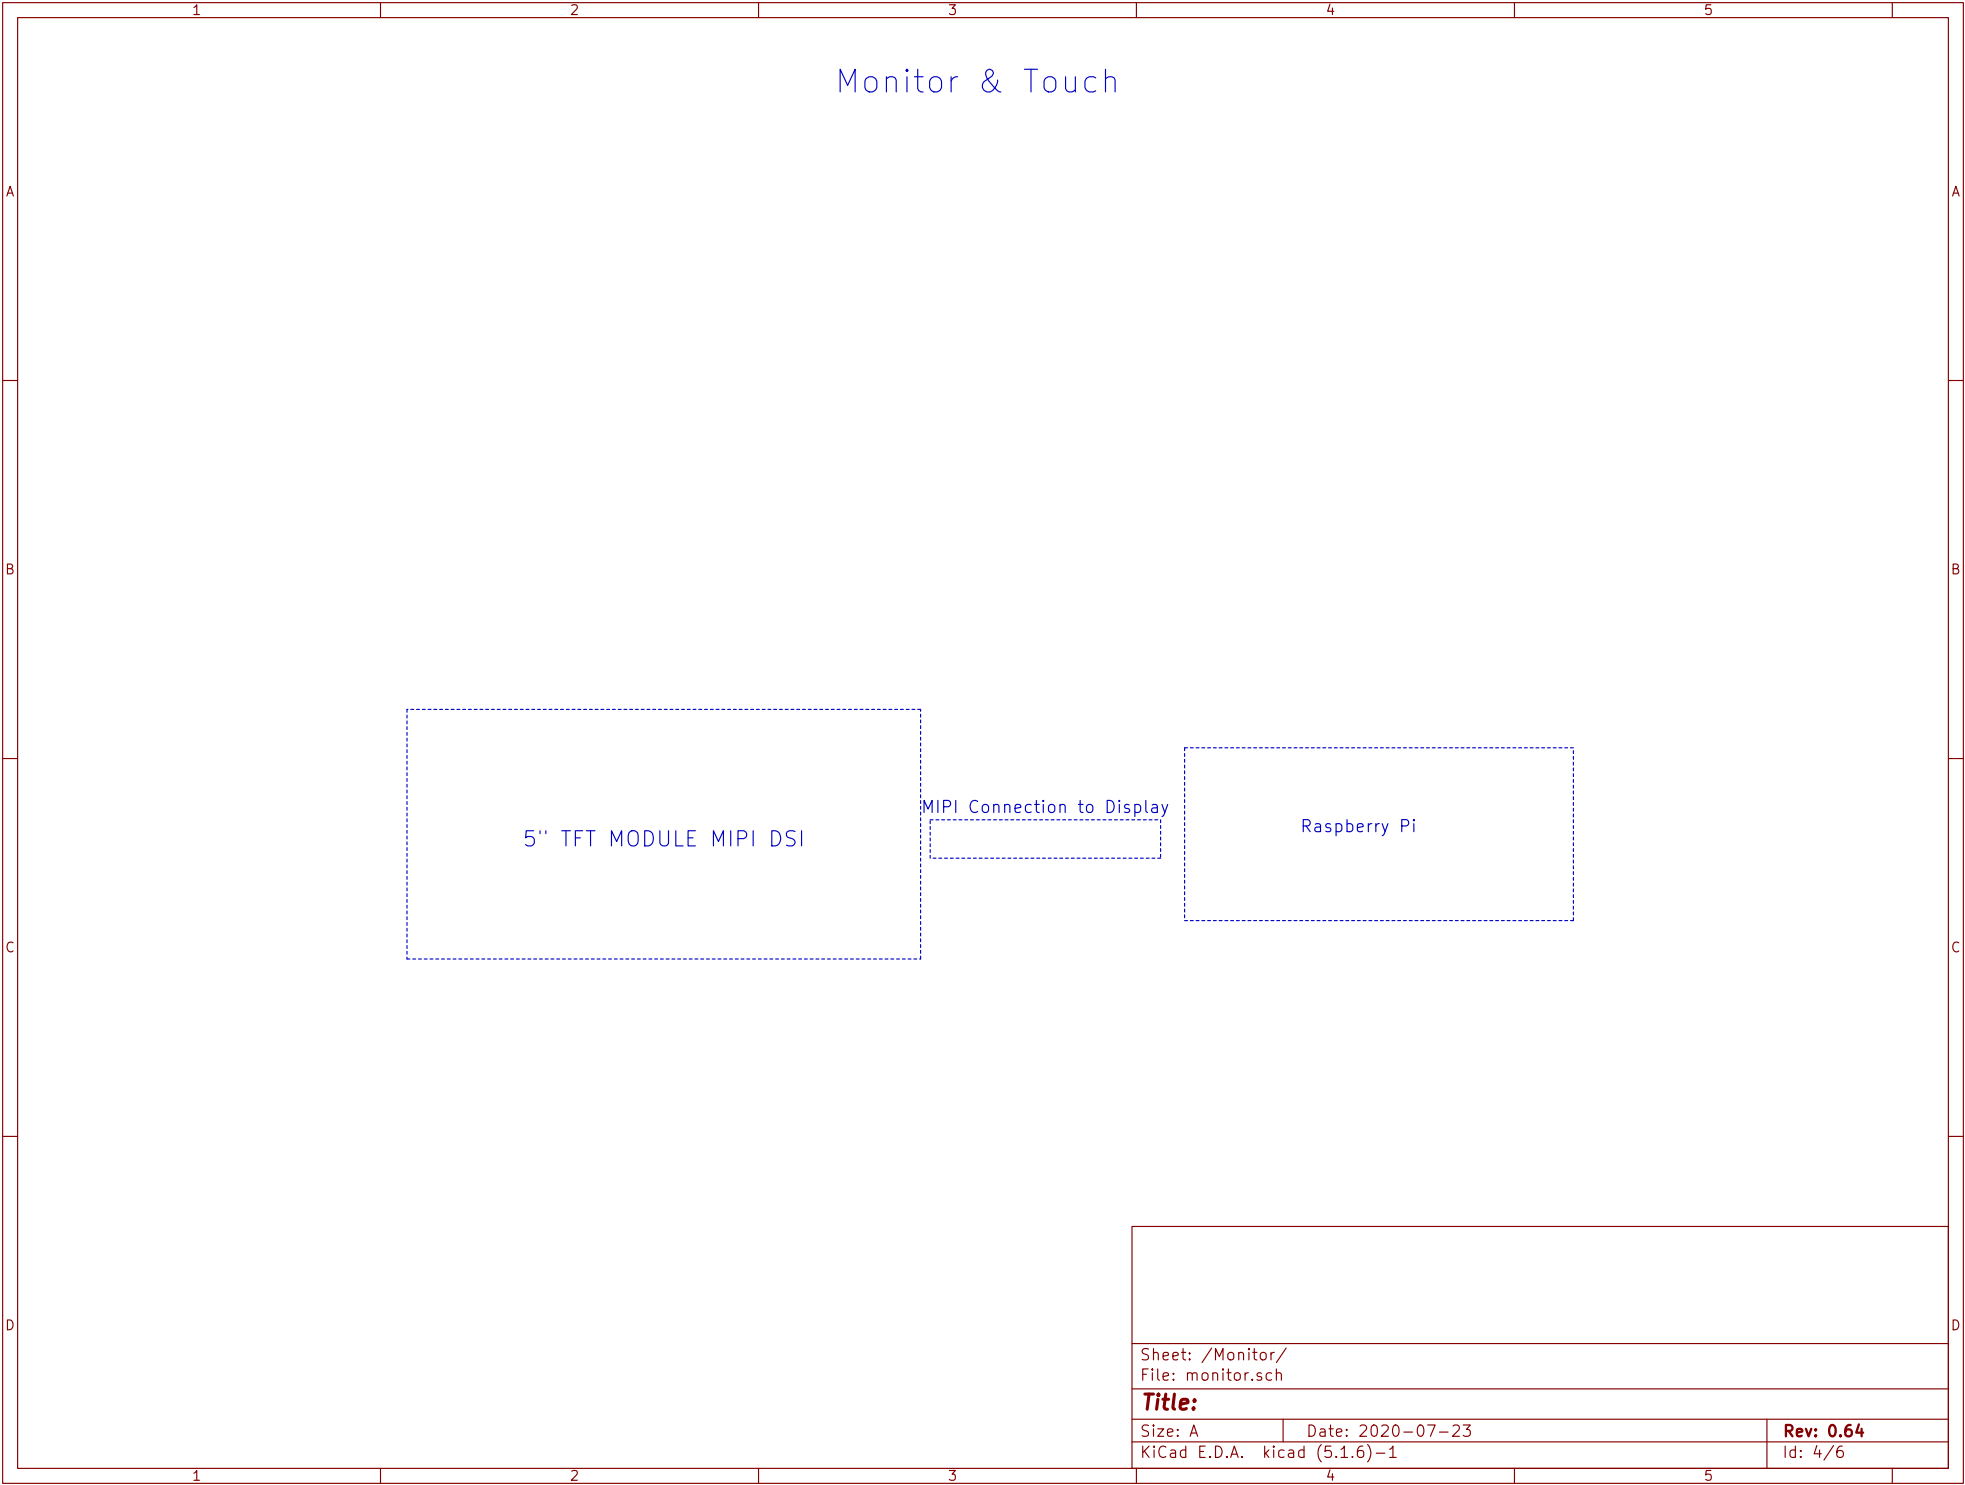 1 2 3 4 5
Monitor & Touch
A A
B B
MIPI Connection to Display
Raspberry Pi
5'' TFT MODULE MIPI DSI
C C
D D
Sheet: /Monitor/
File: monitor.sch
Title:
Size: A Date: 2020-07-23 Rev: 0.64
KiCad E.D.A. kicad (5.1.6)-1 Id: 4/6
1 2 3 4 5